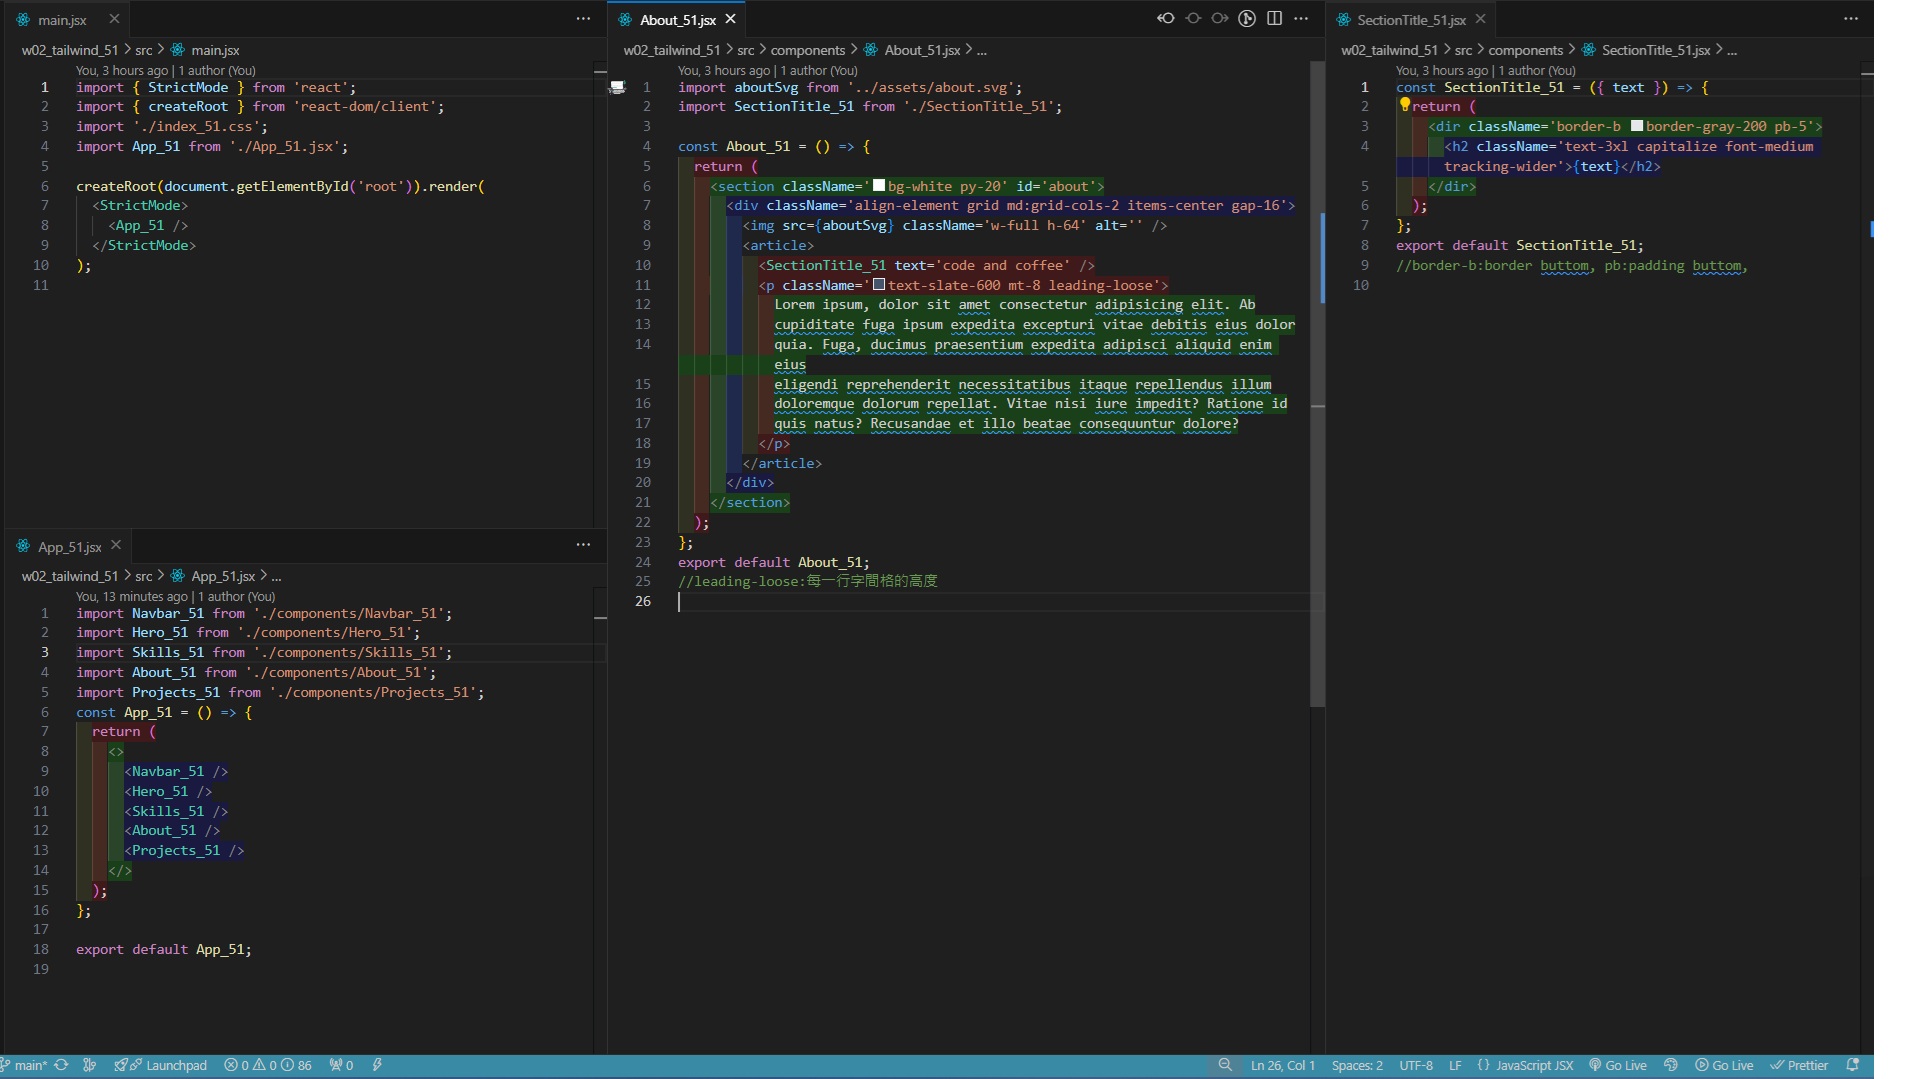 main.jsx
w02_tailwind_51 > src > main.jsx
You, 3 hours ago | 1 author (You)
1 import { StrictMode } from 'react';
2 import { createRoot } from 'react-dom/client';
3 import './index_51.css';
4 import App_51 from './App_51.jsx';
5
6 createRoot(document.getElementById('root')).render(
7 <StrictMode>
8 <App_51 />
9 </StrictMode>
10 );
11
App_51.jsx
w02_tailwind_51 > src > App_51.jsx > ...
You, 13 minutes ago | 1 author (You)
1 import Navbar_51 from './components/Navbar_51';
2 import Hero_51 from './components/Hero_51';
3 import Skills_51 from './components/Skills_51';
4 import About_51 from './components/About_51';
5 import Projects_51 from './components/Projects_51';
6 const App_51 = () => {
7 return (
8 <>
9 <Navbar_51 />
10 <Hero_51 />
11 <Skills_51 />
12 <About_51 />
13 <Projects_51 />
14 </>
15 );
16 };
17
18 export default App_51;
19
About_51.jsx
w02_tailwind_51 > src > components > About_51.jsx > ...
You, 3 hours ago | 1 author (You)
1 import aboutSvg from '../assets/about.svg';
2 import SectionTitle_51 from './SectionTitle_51';
3
4 const About_51 = () => {
5 return (
6 <section className='bg-white py-20' id='about'>
7 <div className='align-element grid md:grid-cols-2 items-center gap-16'>
8 <img src={aboutSvg} className='w-full h-64' alt='' />
9 <article>
10 <SectionTitle_51 text='code and coffee' />
11 <p className='text-slate-600 mt-8 leading-loose'>
12 Lorem ipsum, dolor sit amet consectetur adipisicing elit. Ab
13 cupiditate fuga ipsum expedita excepturi vitae debitis eius dolor
14 quia. Fuga, ducimus praesentium expedita adipisci aliquid enim
eius
15 eligendi reprehenderit necessitatibus itaque repellendus illum
16 doloremque dolorum repellat. Vitae nisi iure impedit? Ratione id
17 quis natus? Recusandae et illo beatae consequuntur dolore?
18 </p>
19 </article>
20 </div>
21 </section>
22 );
23 };
24 export default About_51;
25 //leading-loose:每一行字間格的高度
26
SectionTitle_51.jsx
w02_tailwind_51 > src > components > SectionTitle_51.jsx > ...
You, 3 hours ago | 1 author (You)
1 const SectionTitle_51 = ({ text }) => {
2 return (
3 <dir className='border-b border-gray-200 pb-5'>
4 <h2 className='text-3xl capitalize font-medium
tracking-wider'>{text}</h2>
5 </dir>
6 );
7 };
8 export default SectionTitle_51;
9 //border-b:border buttom, pb:padding buttom,
10
main* Launchpad 0 0 86 0 Ln 26, Col 1 Spaces: 2 UTF-8 LF {} JavaScript JSX Go Live Go Live Prettier